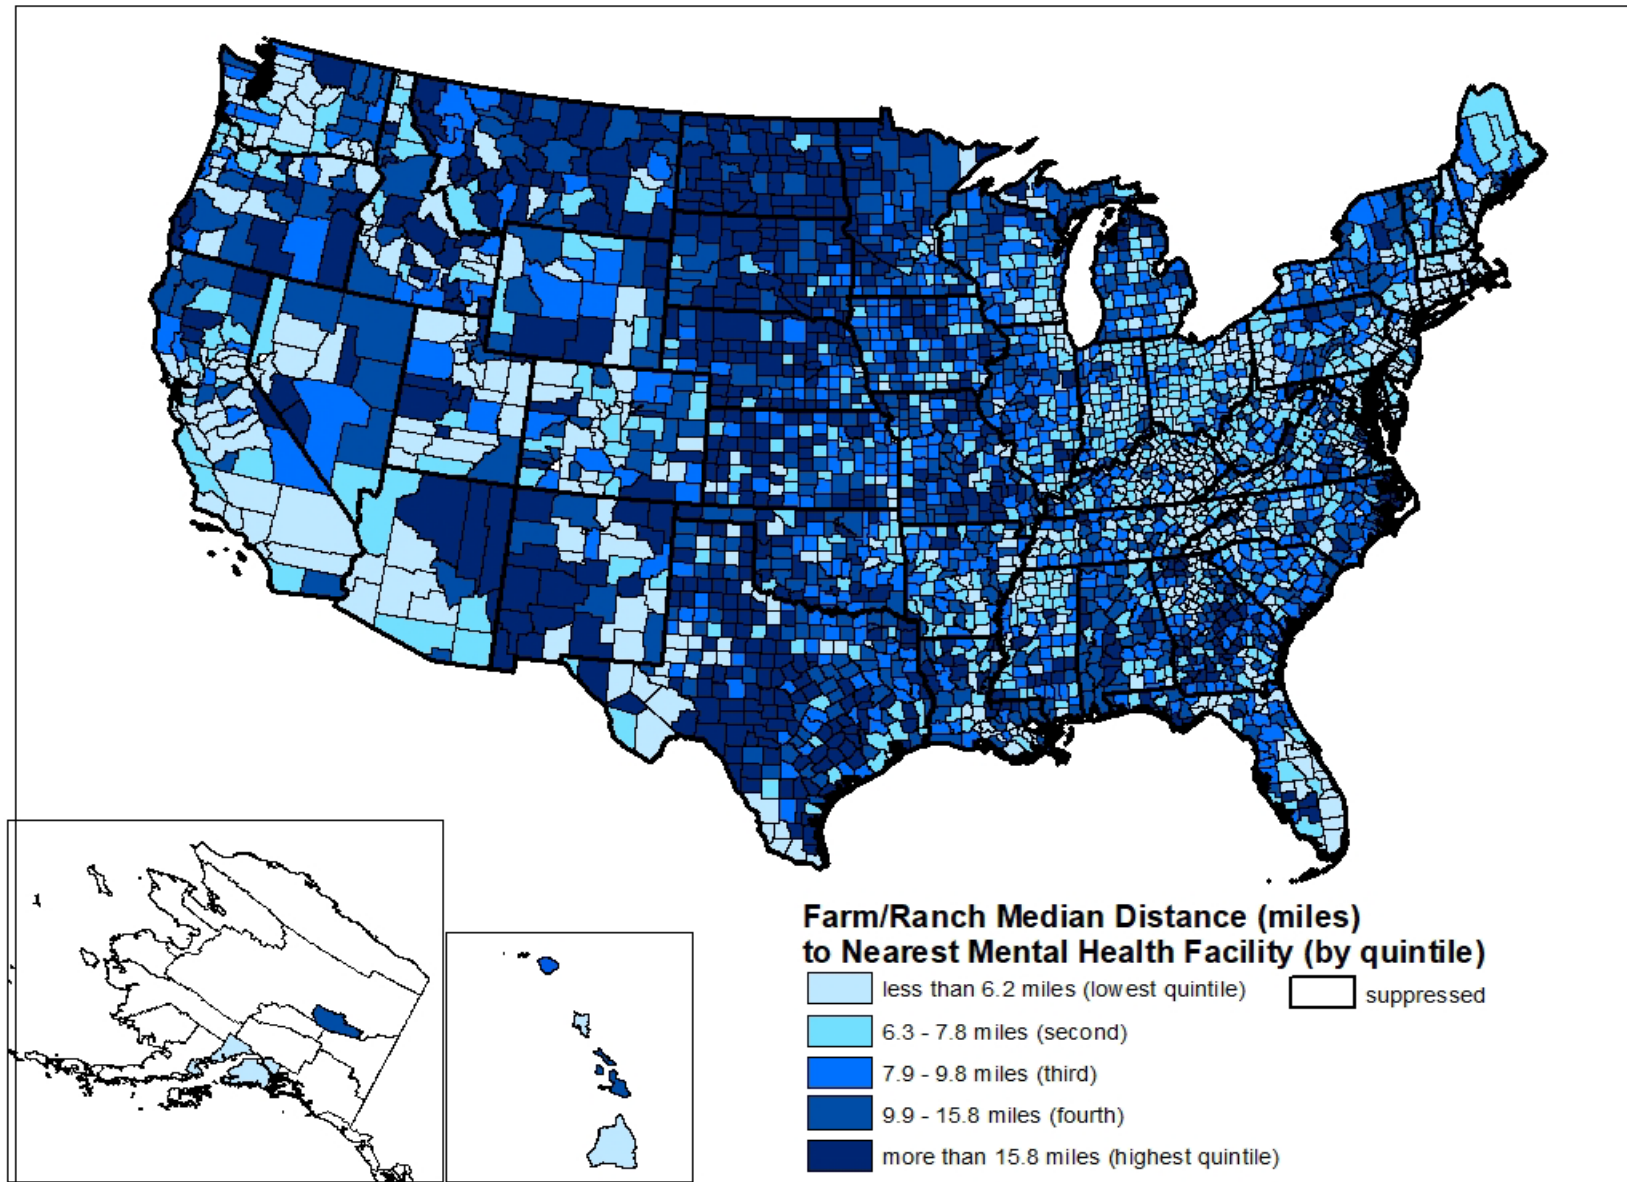 Farm/Ranch Median Distance (miles)
to Nearest Mental Health Facility (by quintile)
less than 6.2 miles (lowest quintile)
suppressed
6.3 - 7.8 miles (second)
7.9 - 9.8 miles (third)
9.9 - 15.8 miles (fourth)
more than 15.8 miles (highest quintile)